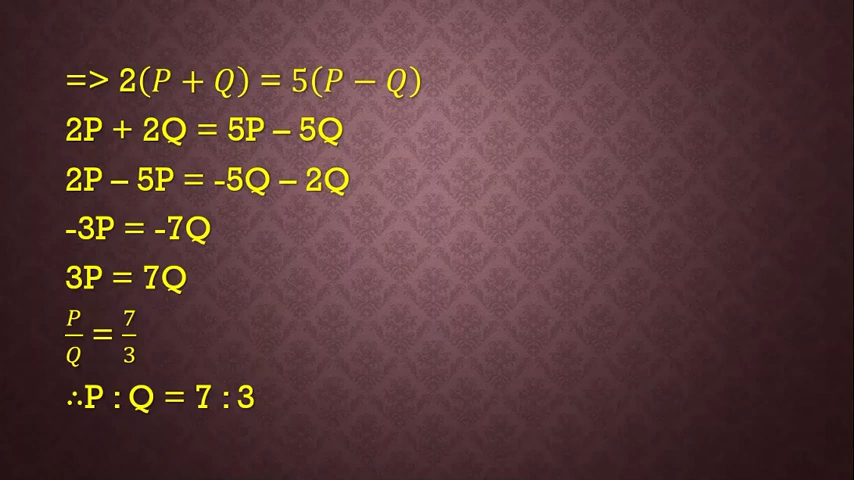 => 2(P + Q) = 5(P − Q)
2P + 2Q = 5P – 5Q
2P – 5P = -5Q – 2Q
-3P = -7Q
3P = 7Q
P/Q = 7/3
∴P : Q = 7 : 3